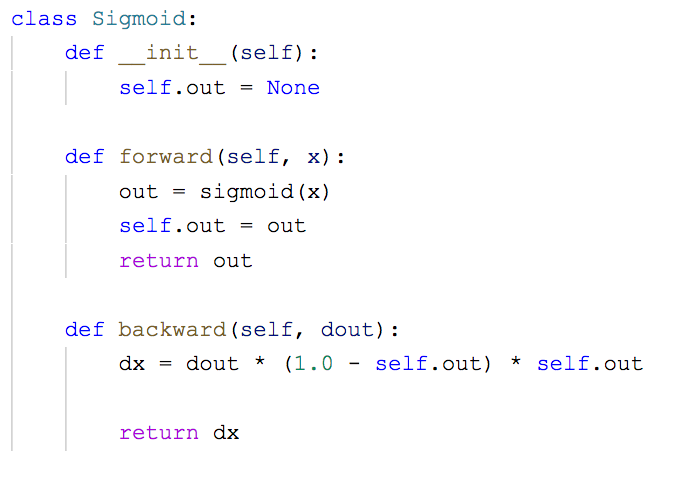 class Sigmoid:
    def __init__(self):
        self.out = None
    def forward(self, x):
        out = sigmoid(x)
        self.out = out
        return out
    def backward(self, dout):
        dx = dout * (1.0 - self.out) * self.out
        return dx